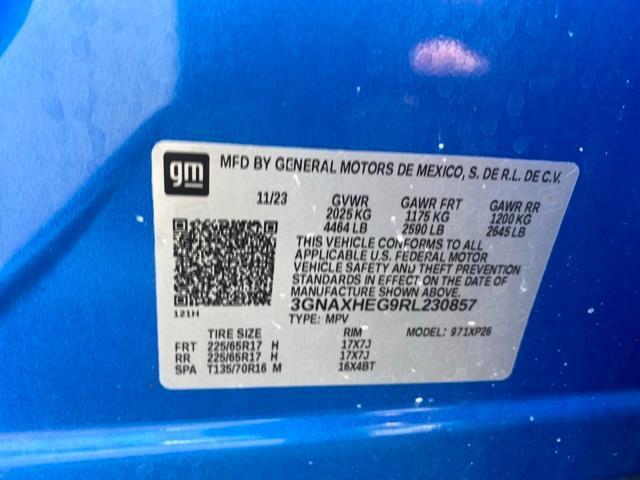 gm MFD BY GENERAL MOTORS DE MEXICO, S. DE R.L. DE C.V.
11/23 GVWR GAWR FRT GAWR RR
2025 KG 1175 KG 1200 KG
4464 LB 2590 LB 2645 LB
THIS VEHICLE CONFORMS TO ALL
APPLICABLE U.S. FEDERAL MOTOR
VEHICLE SAFETY AND THEFT PREVENTION
STANDARDS IN EFFECT ON THE DATE OF
MANUFACTURE SHOWN ABOVE.
3GNAXHEG9RL230857
121H
TYPE: MPV
TIRE SIZE RIM MODEL: 971XP26
FRT 225/65R17 H 17X7J
RR 225/65R17 H 17X7J
SPA T135/70R16 M 16X4BT